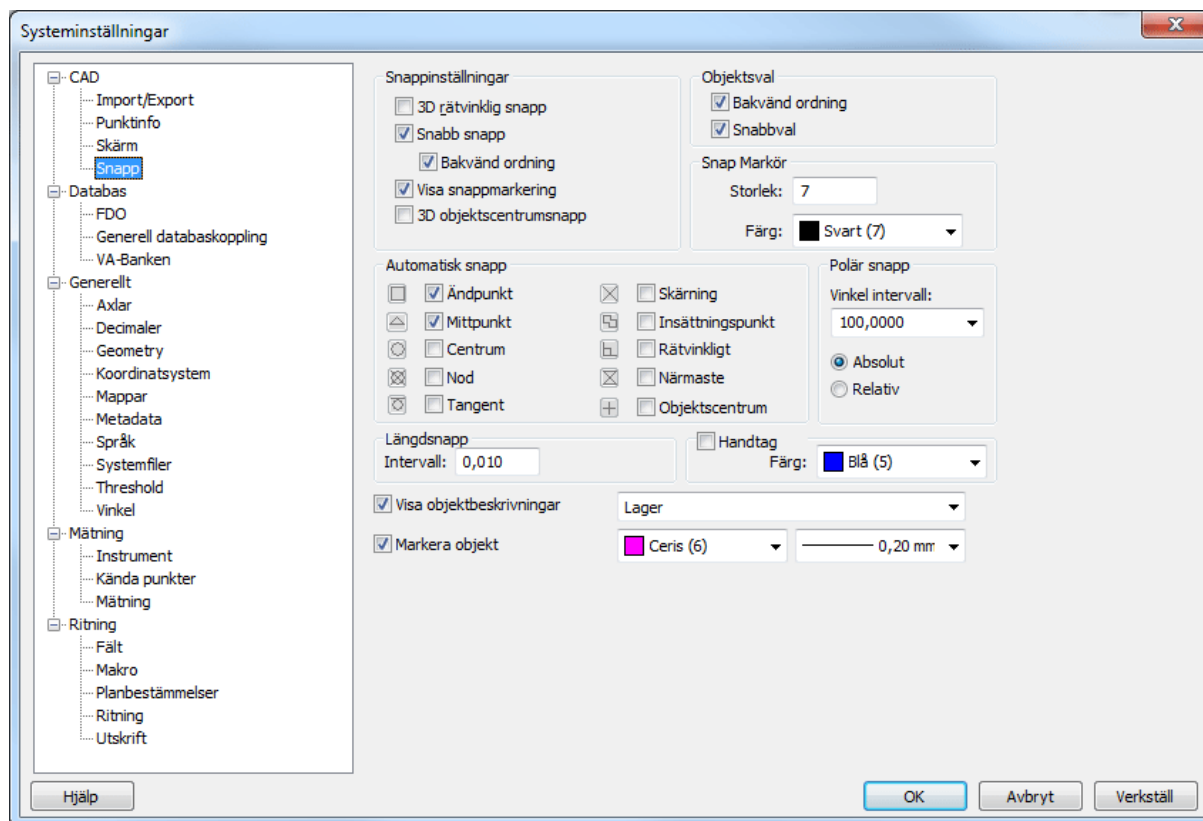 Systeminställningar
CAD
Import/Export
Punktinfo
Skärm
Snapp
Databas
FDO
Generell databaskoppling
VA-Banken
Generellt
Axlar
Decimaler
Geometry
Koordinatsystem
Mappar
Metadata
Språk
Systemfiler
Threshold
Vinkel
Mätning
Instrument
Kända punkter
Mätning
Ritning
Fält
Makro
Planbestämmelser
Ritning
Utskrift
Snappinställningar
3D rätvinklig snapp
Snabb snapp
Bakvänd ordning
Visa snappmarkering
3D objektscentrumsnapp
Objektsval
Bakvänd ordning
Snabbval
Snap Markör
Storlek: 7
Färg: Svart (7)
Automatisk snapp
Ändpunkt
Mittpunkt
Centrum
Nod
Tangent
Skärning
Insättningspunkt
Rätvinkligt
Närmaste
Objektscentrum
Polär snapp
Vinkel intervall:
100,0000
Absolut
Relativ
Längdsnapp
Intervall: 0,010
Handtag
Färg: Blå (5)
Visa objektbeskrivningar Lager
Markera objekt Ceris (6) 0,20 mm
Hjälp OK Avbryt Verkställ